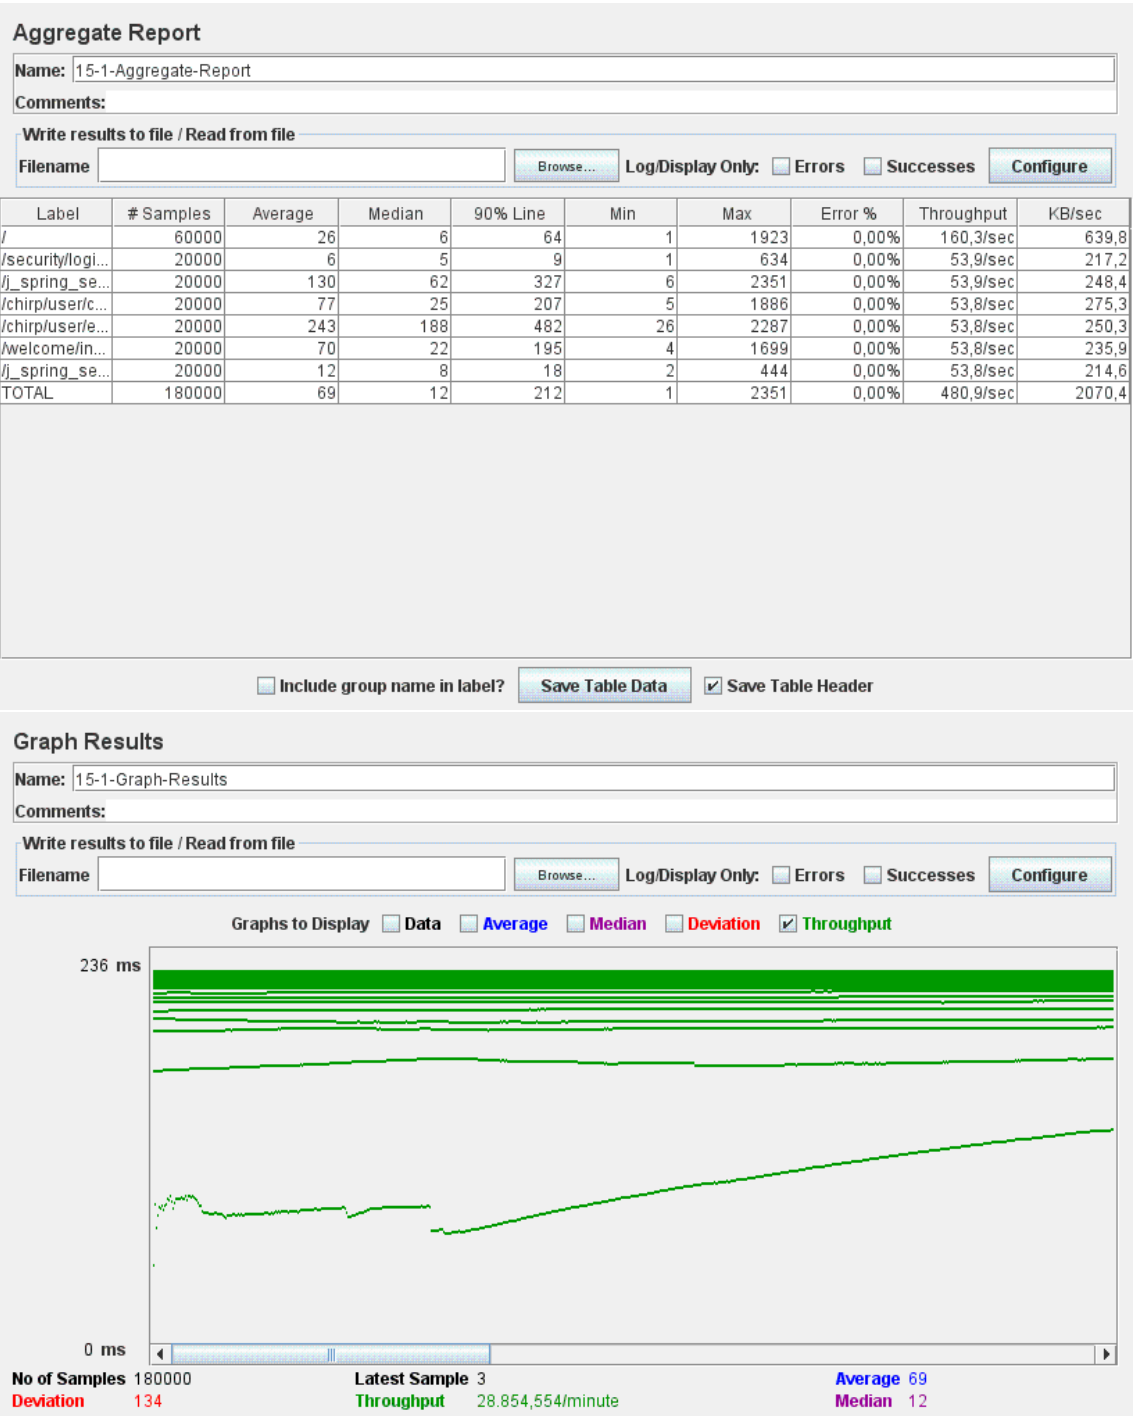 Aggregate Report
Name: 15-1-Aggregate-Report
Comments:
Write results to file / Read from file
Filename Browse... Log/Display Only: Errors Successes Configure
Label # Samples Average Median 90% Line Min Max Error % Throughput KB/sec
/ 60000 26 6 64 1 1923 0,00% 160,3/sec 639,8
/security/logi... 20000 6 5 9 1 634 0,00% 53,9/sec 217,2
/j_spring_se... 20000 130 62 327 6 2351 0,00% 53,9/sec 248,4
/chirp/user/c... 20000 77 25 207 5 1886 0,00% 53,8/sec 275,3
/chirp/user/e... 20000 243 188 482 26 2287 0,00% 53,8/sec 250,3
/welcome/in... 20000 70 22 195 4 1699 0,00% 53,8/sec 235,9
/j_spring_se... 20000 12 8 18 2 444 0,00% 53,8/sec 214,6
TOTAL 180000 69 12 212 1 2351 0,00% 480,9/sec 2070,4
Include group name in label? Save Table Data Save Table Header
Graph Results
Name: 15-1-Graph-Results
Comments:
Write results to file / Read from file
Filename Browse... Log/Display Only: Errors Successes Configure
Graphs to Display Data Average Median Deviation Throughput
236 ms
0 ms
No of Samples 180000 Latest Sample 3 Average 69
Deviation 134 Throughput 28.854,554/minute Median 12